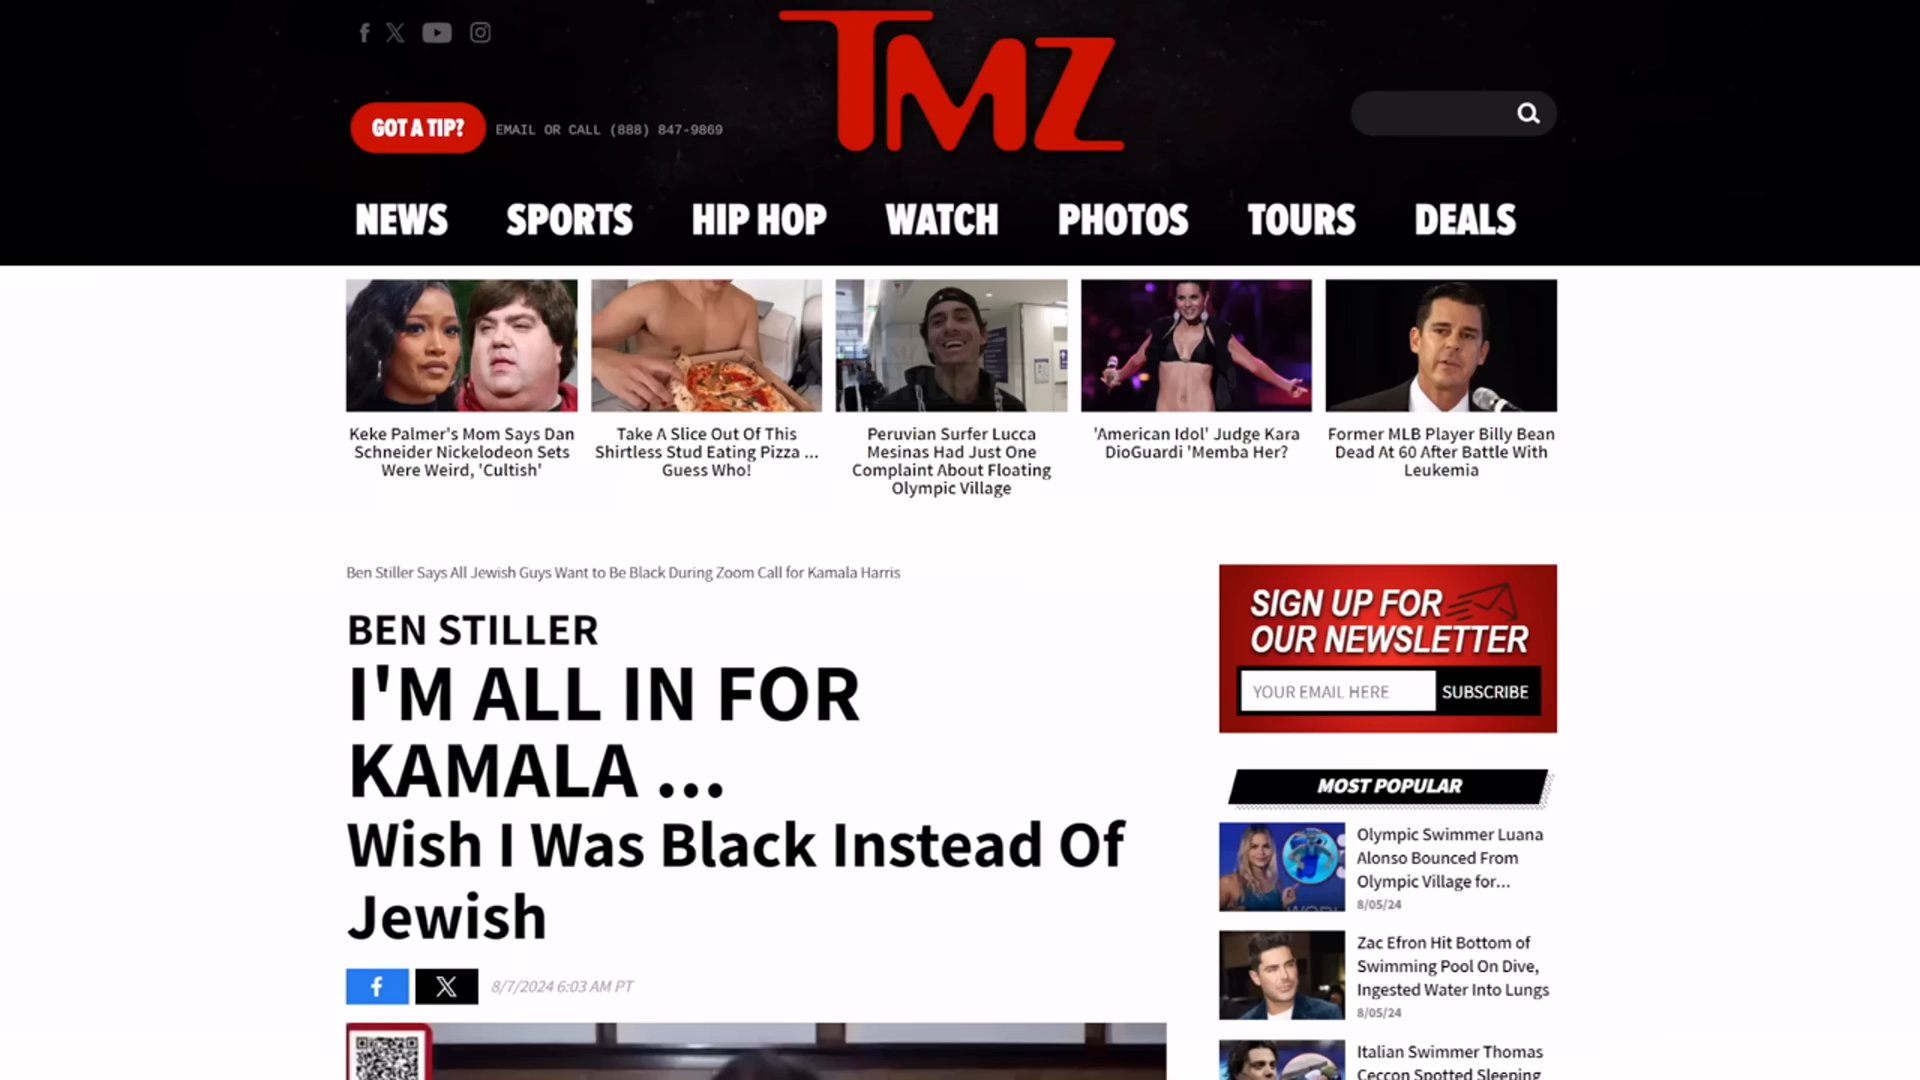 TMZ
GOT A TIP?
EMAIL OR CALL (888) 847-9869
NEWS
SPORTS
HIP HOP
WATCH
PHOTOS
TOURS
DEALS
Keke Palmer's Mom Says Dan
Schneider Nickelodeon Sets
Were Weird, 'Cultish'
Take A Slice Out Of This
Shirtless Stud Eating Pizza ...
Guess Who!
Peruvian Surfer Lucca
Mesinas Had Just One
Complaint About Floating
Olympic Village
'American Idol' Judge Kara
DioGuardi 'Memba Her?
Former MLB Player Billy Bean
Dead At 60 After Battle With
Leukemia
Ben Stiller Says All Jewish Guys Want to Be Black During Zoom Call for Kamala Harris
BEN STILLER
I'M ALL IN FOR
KAMALA ...
Wish I Was Black Instead Of
Jewish
8/7/2024 6:03 AM PT
SIGN UP FOR
OUR NEWSLETTER
YOUR EMAIL HERE
SUBSCRIBE
MOST POPULAR
Olympic Swimmer Luana
Alonso Bounced From
Olympic Village for...
8/05/24
Zac Efron Hit Bottom of
Swimming Pool On Dive,
Ingested Water Into Lungs
8/05/24
Italian Swimmer Thomas
Ceccon Spotted Sleeping